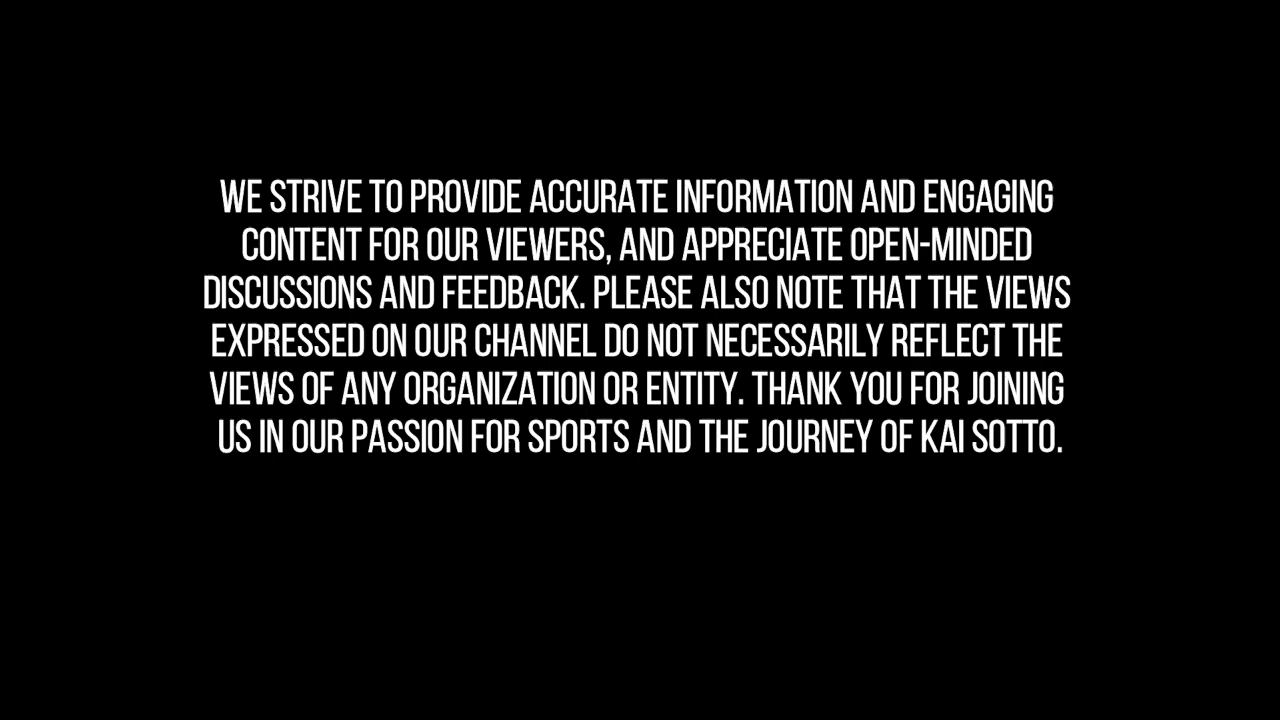 WE STRIVE TO PROVIDE ACCURATE INFORMATION AND ENGAGING
CONTENT FOR OUR VIEWERS, AND APPRECIATE OPEN-MINDED
DISCUSSIONS AND FEEDBACK. PLEASE ALSO NOTE THAT THE VIEWS
EXPRESSED ON OUR CHANNEL DO NOT NECESSARILY REFLECT THE
VIEWS OF ANY ORGANIZATION OR ENTITY. THANK YOU FOR JOINING
US IN OUR PASSION FOR SPORTS AND THE JOURNEY OF KAI SOTTO.